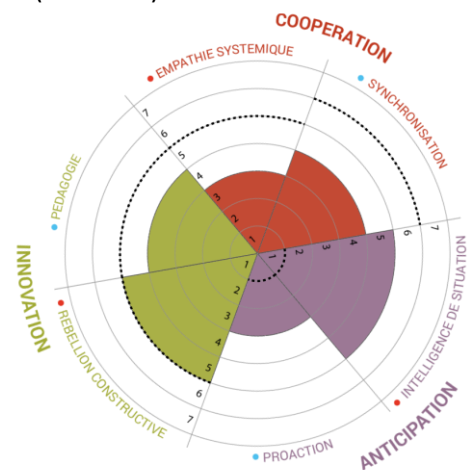 COOPERATION
EMPATHIE SYSTEMIQUE
SYNCHRONISATION
7
6
5
4
3
2
1
PEDAGOGIE
1 2 3 4 5 6 7
INNOVATION
REBELLION CONSTRUCTIVE
1
2
3
4
5
6
7
INTELLIGENCE DE SITUATION
ANTICIPATION
PROACTION